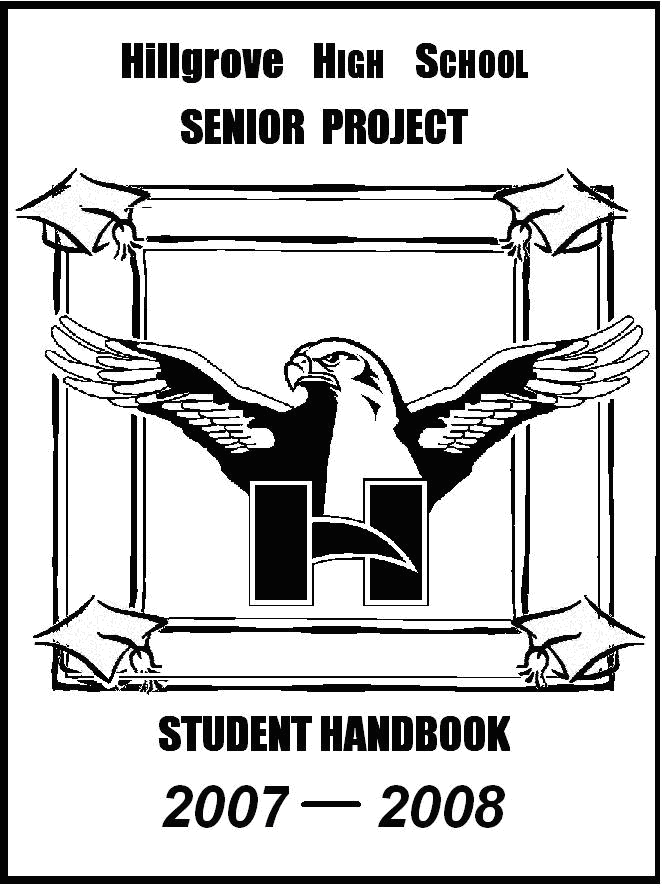 Hillgrove High School
SENIOR PROJECT
H
STUDENT HANDBOOK
2007 — 2008